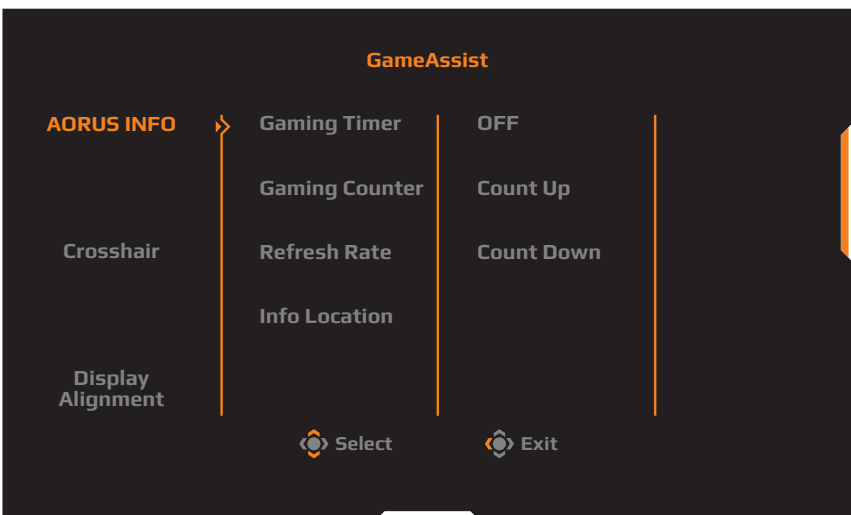 GameAssist
AORUS INFO
Gaming Timer
OFF
Gaming Counter
Count Up
Crosshair
Refresh Rate
Count Down
Info Location
Display
Alignment
Select
Exit